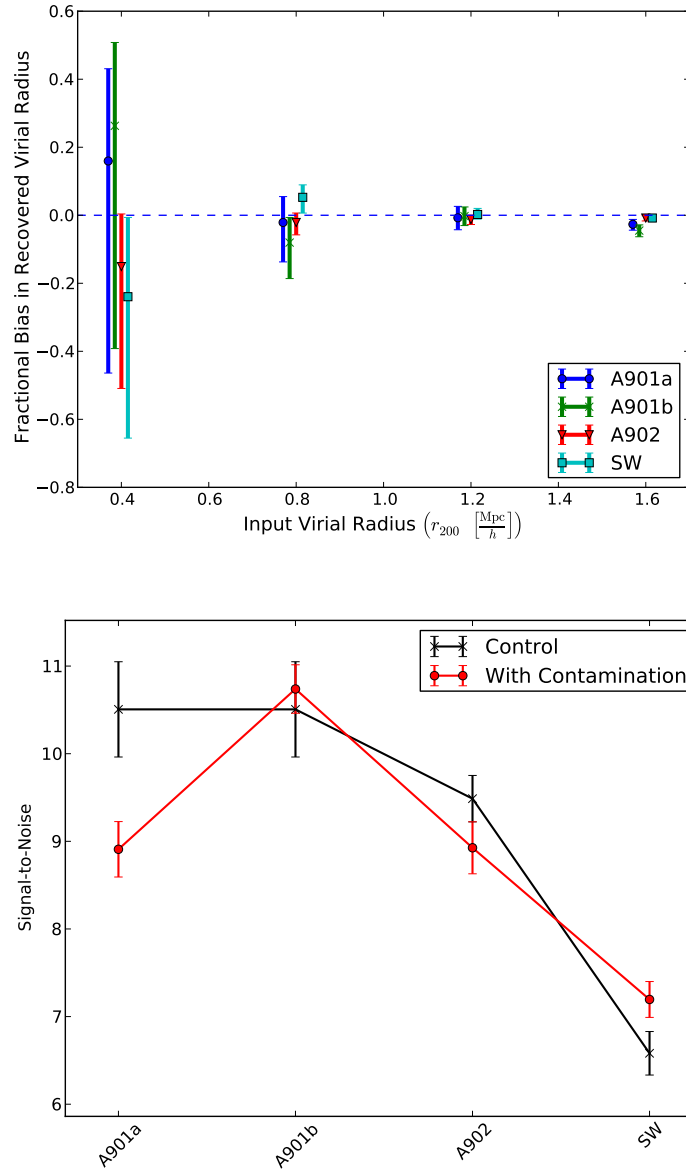 0.6
0.4
0.2
0.0
−0.2
−0.4
−0.6
−0.8
Fractional Bias in Recovered Virial Radius
A901a
A901b
A902
SW
0.4 0.6 0.8 1.0 1.2 1.4 1.6
Input Virial Radius (r200 [Mpc/h])
11
10
9
8
7
6
Signal-to-Noise
Control
With Contamination
A901a A901b A902 SW